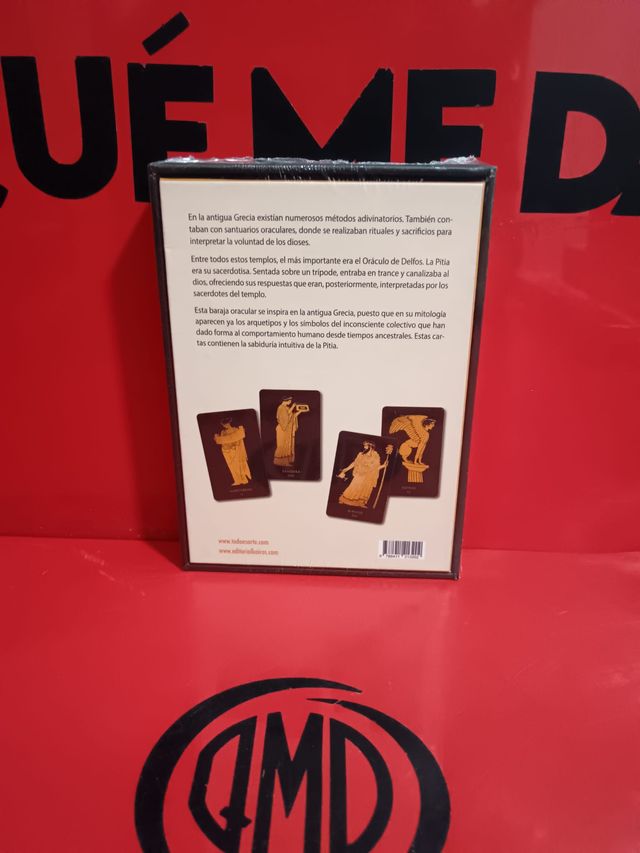 QUÉ ME DA
En la antigua Grecia existían numerosos métodos adivinatorios. También con-
taban con santuarios oraculares, donde se realizaban rituales y sacrificios para
interpretar la voluntad de los dioses.
Entre todos estos templos, el más importante era el Oráculo de Delfos. La Pitia
era su sacerdotisa. Sentada sobre un trípode, entraba en trance y canalizaba al
dios, ofreciendo sus respuestas que eran, posteriormente, interpretadas por los
sacerdotes del templo.
Esta baraja oracular se inspira en la antigua Grecia, puesto que en su mitología
aparecen ya los arquetipos y los símbolos del inconsciente colectivo que han
dado forma al comportamiento humano desde tiempos ancestrales. Estas car-
tas contienen la sabiduría intuitiva de la Pitia.
PANDORA
www.todoesarte.com
www.editorialkairos.com
QMD